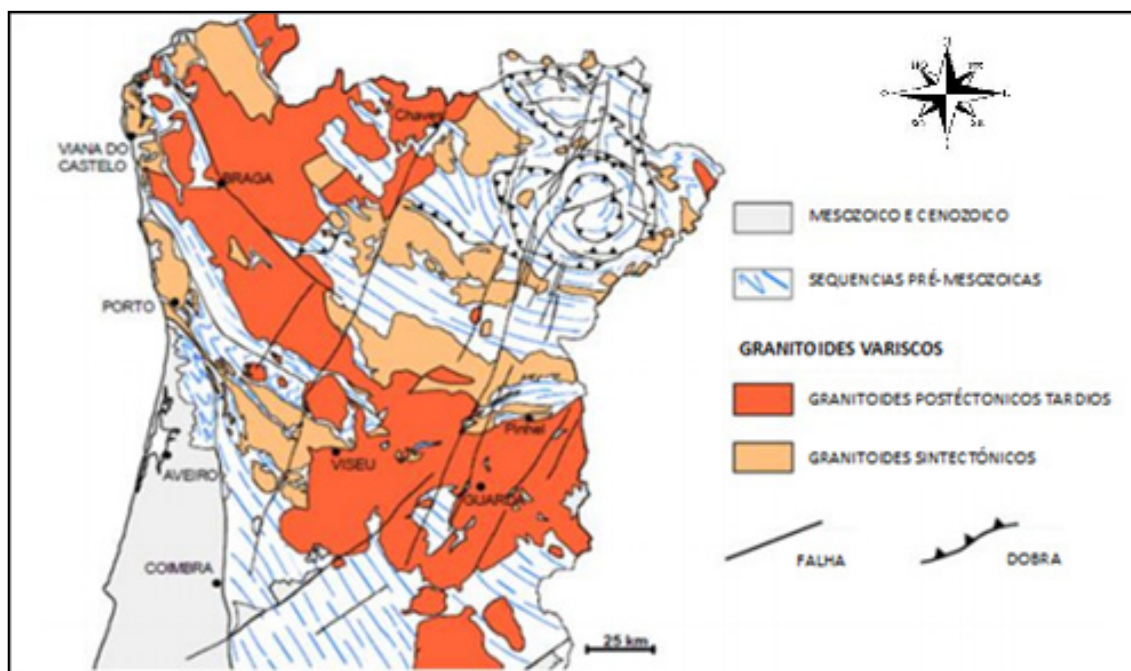 Chaves
VIANA DO
CASTELO
BRAGA
PORTO
Pinhel
VISEU
AVEIRO
GUARDA
COIMBRA
25 km
MESOZOICO E CENOZOICO
SEQUENCIAS PRÉ-MESOZOICAS
GRANITOIDES VARISCOS
GRANITOIDES POSTÉCTONICOS TARDIOS
GRANITOIDES SINTECTÓNICOS
FALHA
DOBRA